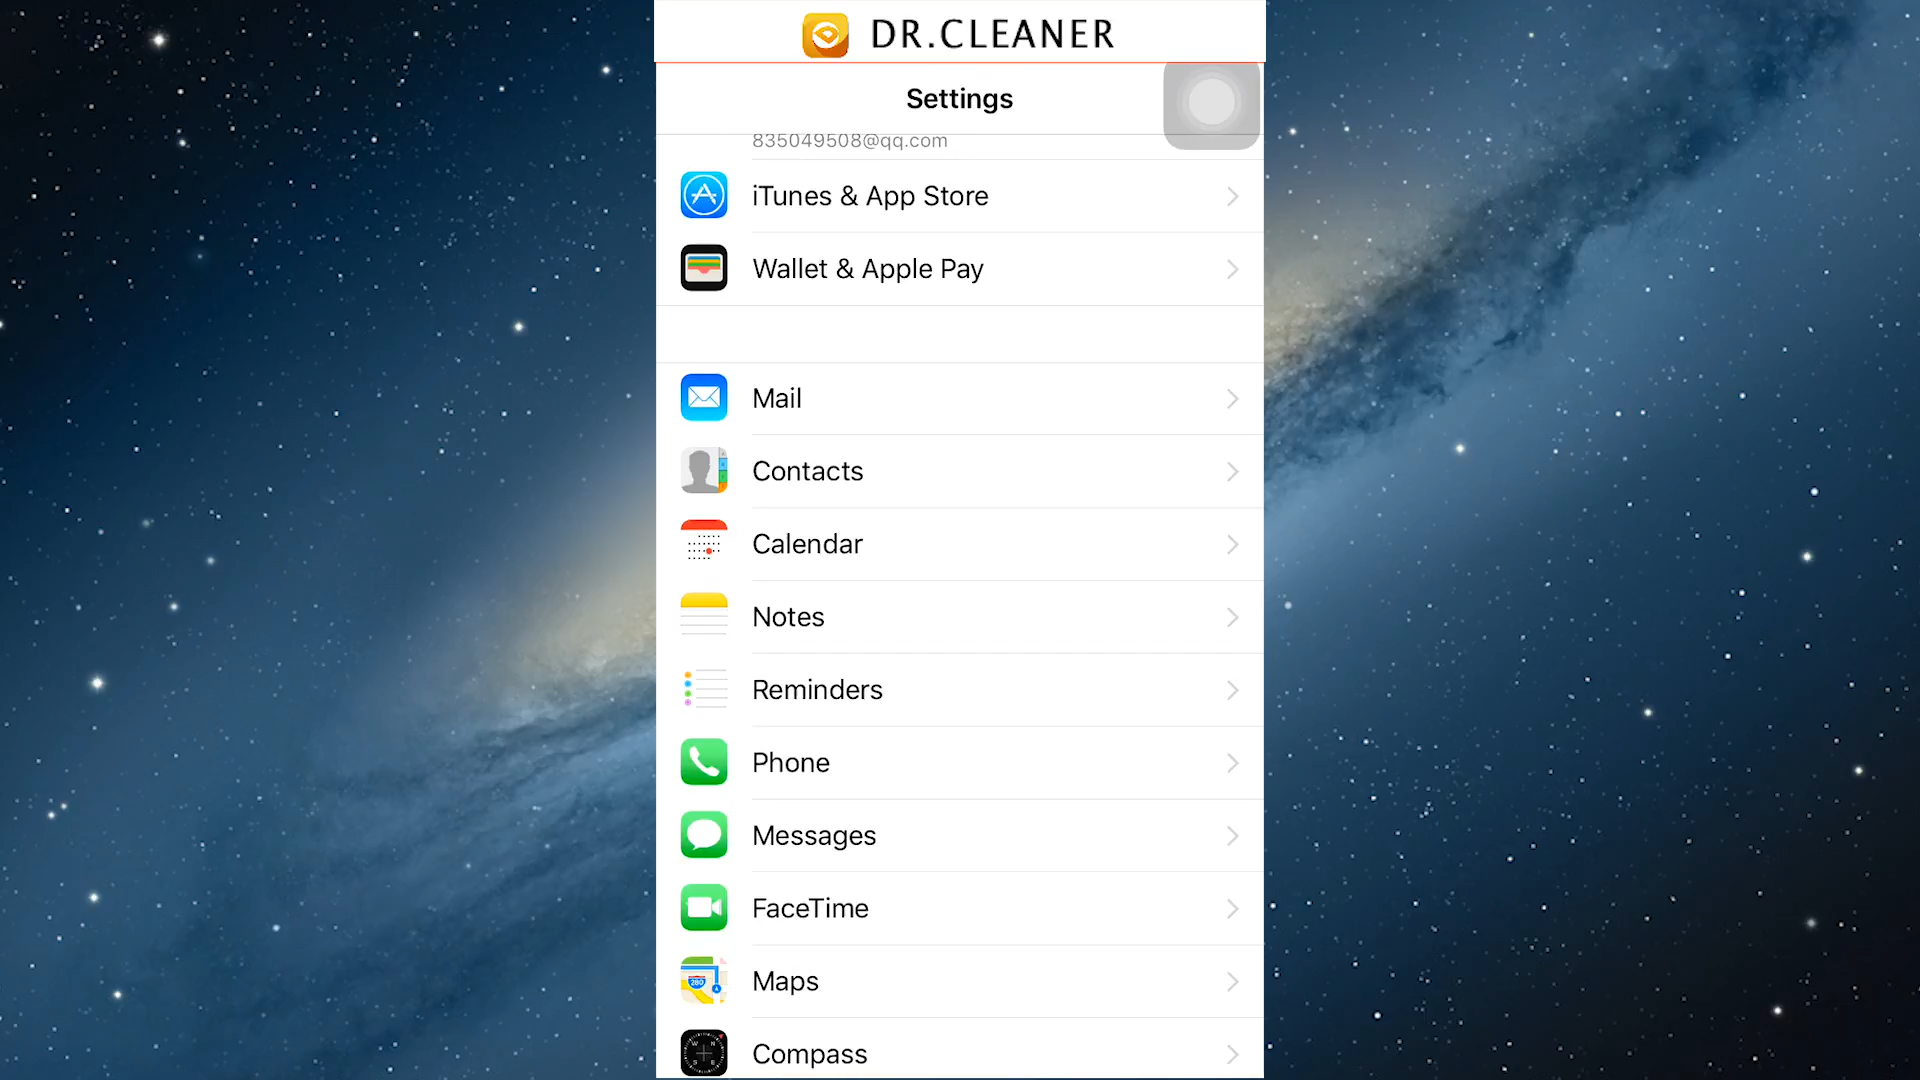 DR.CLEANER
Settings
835049508@qq.com
iTunes & App Store
Wallet & Apple Pay
Mail
Contacts
Calendar
Notes
Reminders
Phone
Messages
FaceTime
280
Maps
W N
S E
Compass